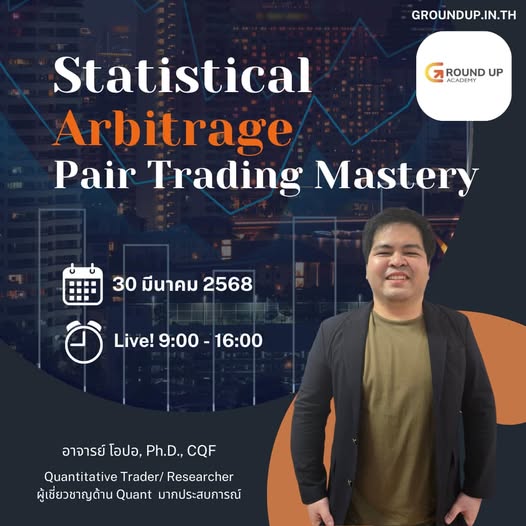 GROUNDUP.IN.TH
GROUND UP
ACADEMY
Statistical
Arbitrage
Pair Trading Mastery
30 มีนาคม 2568
Live! 9:00 - 16:00
อาจารย์ โอปอ, Ph.D., CQF
Quantitative Trader/ Researcher
ผู้เชี่ยวชาญด้าน Quant มากประสบการณ์